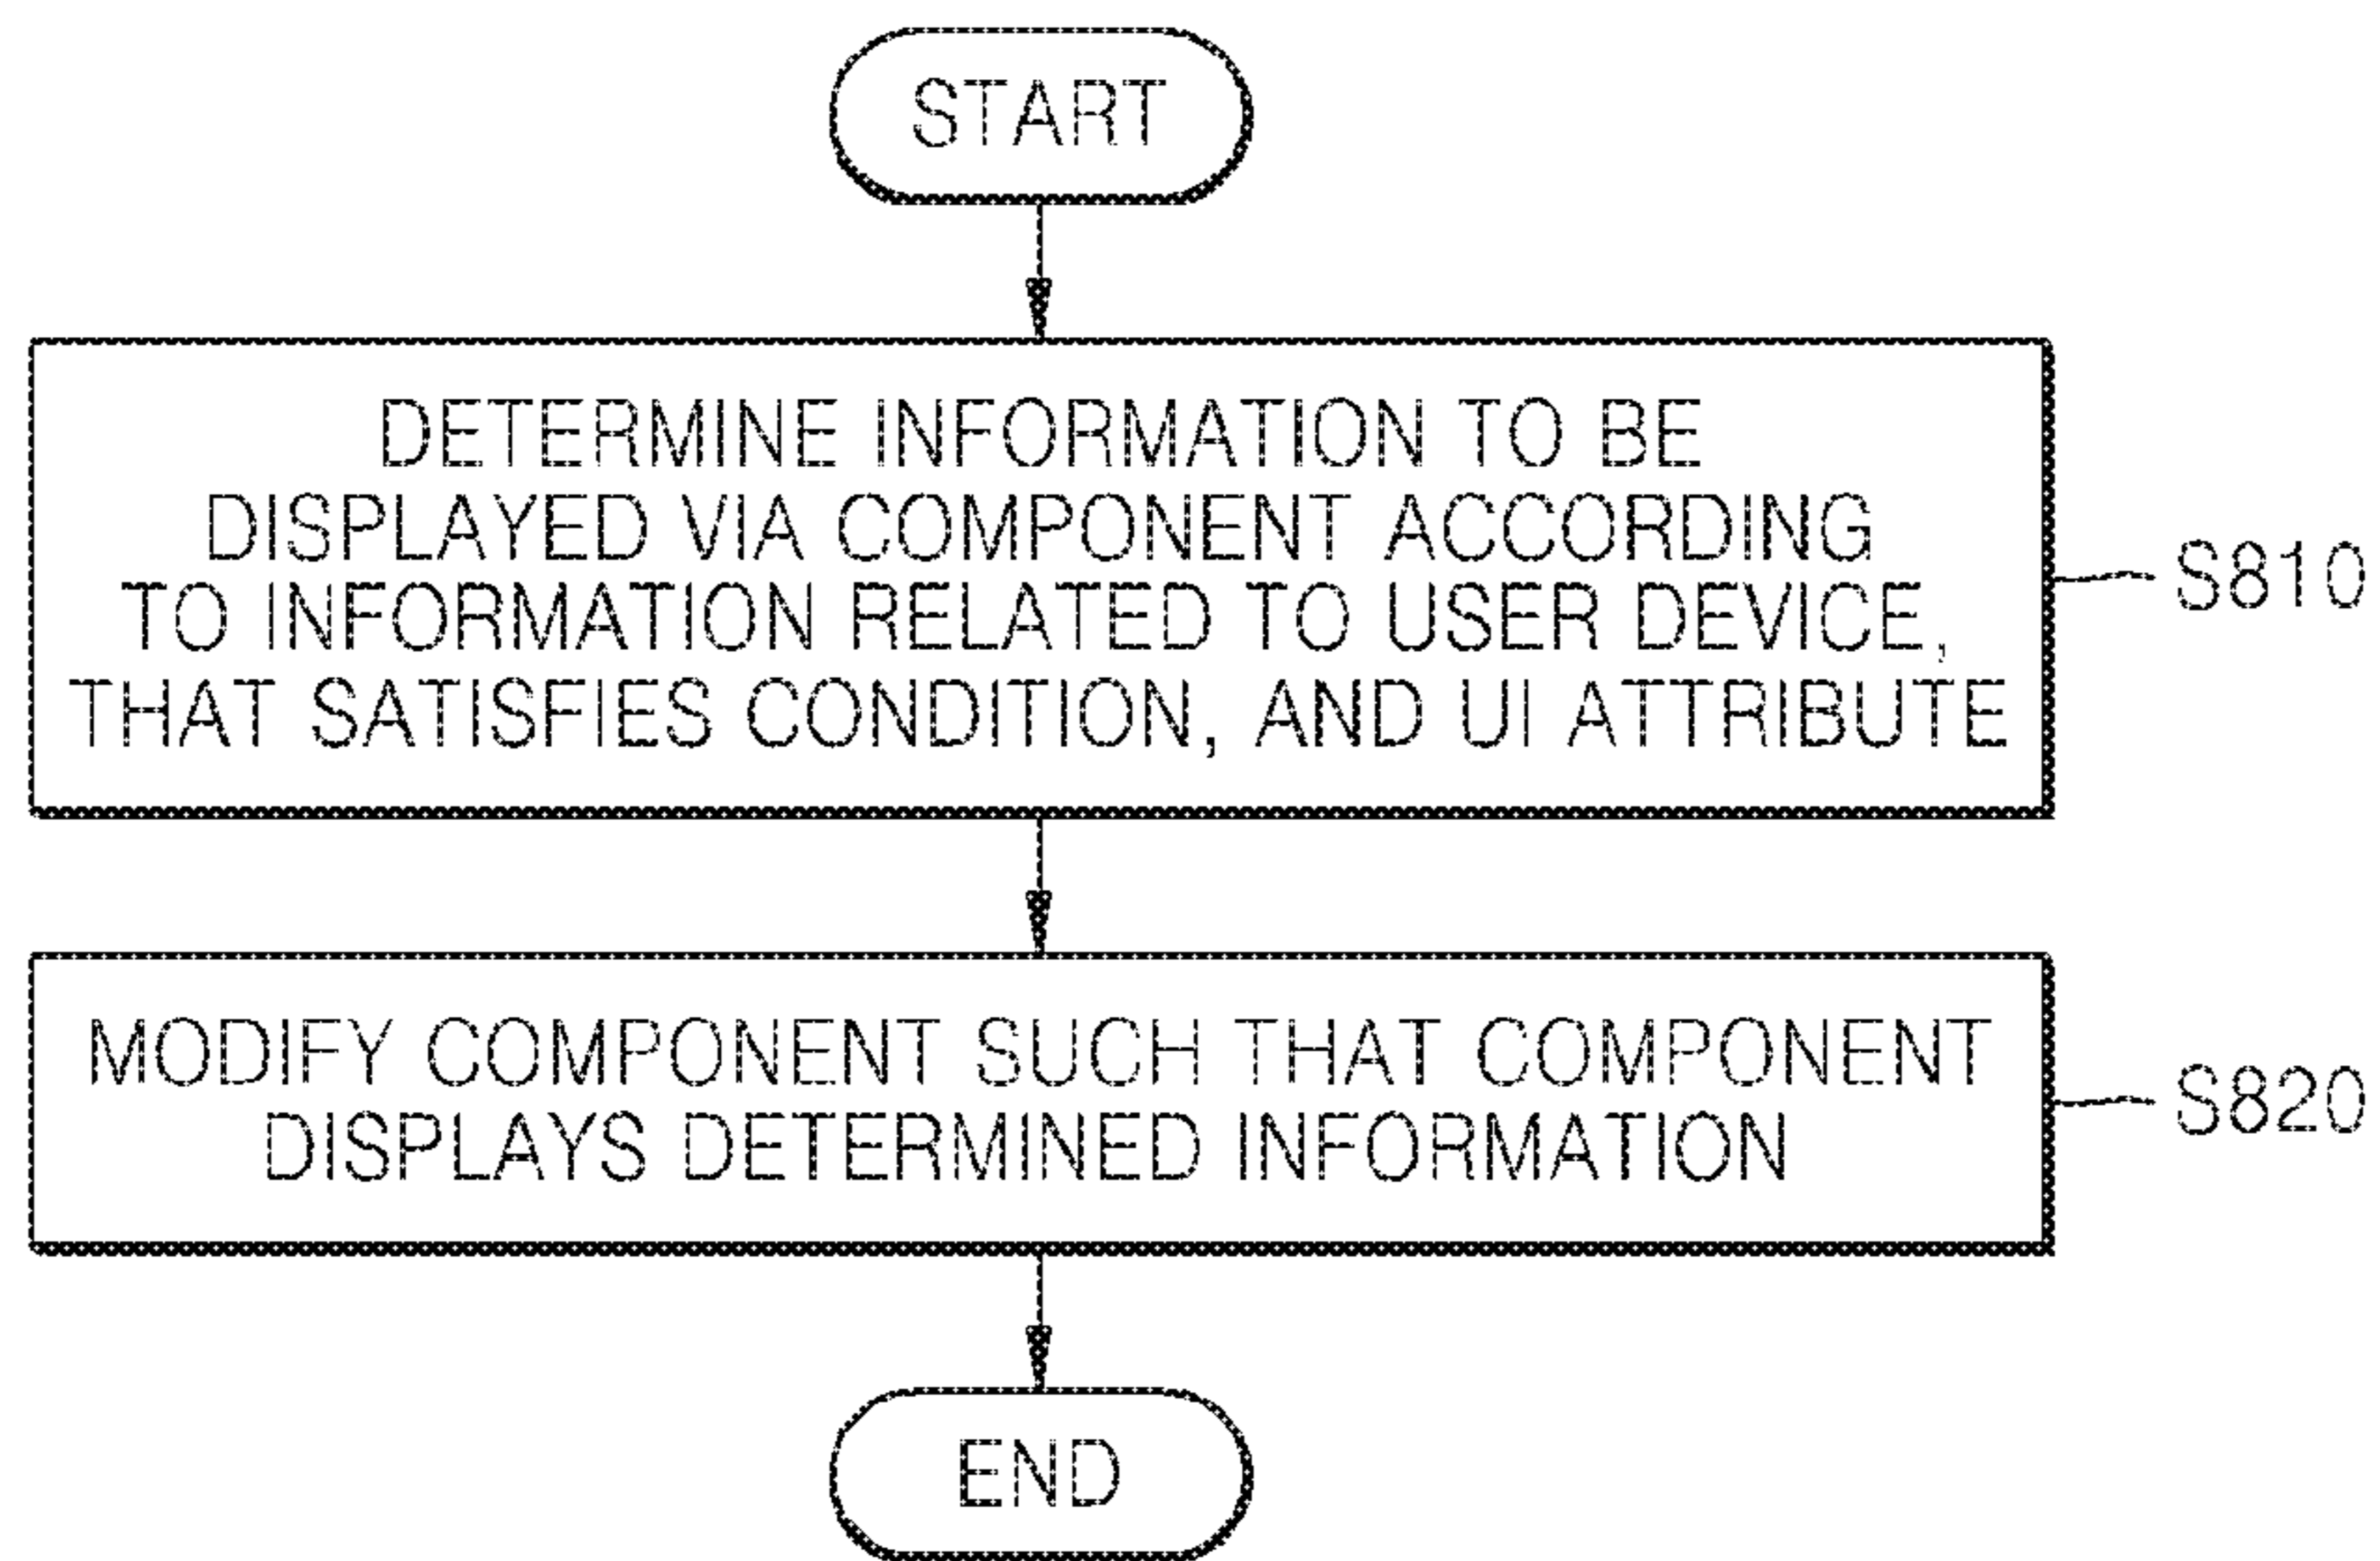 START
DETERMINE INFORMATION TO BE
DISPLAYED VIA COMPONENT ACCORDING
TO INFORMATION RELATED TO USER DEVICE,
THAT SATISFIES CONDITION, AND UI ATTRIBUTE
S810
MODIFY COMPONENT SUCH THAT COMPONENT
DISPLAYS DETERMINED INFORMATION
S820
END